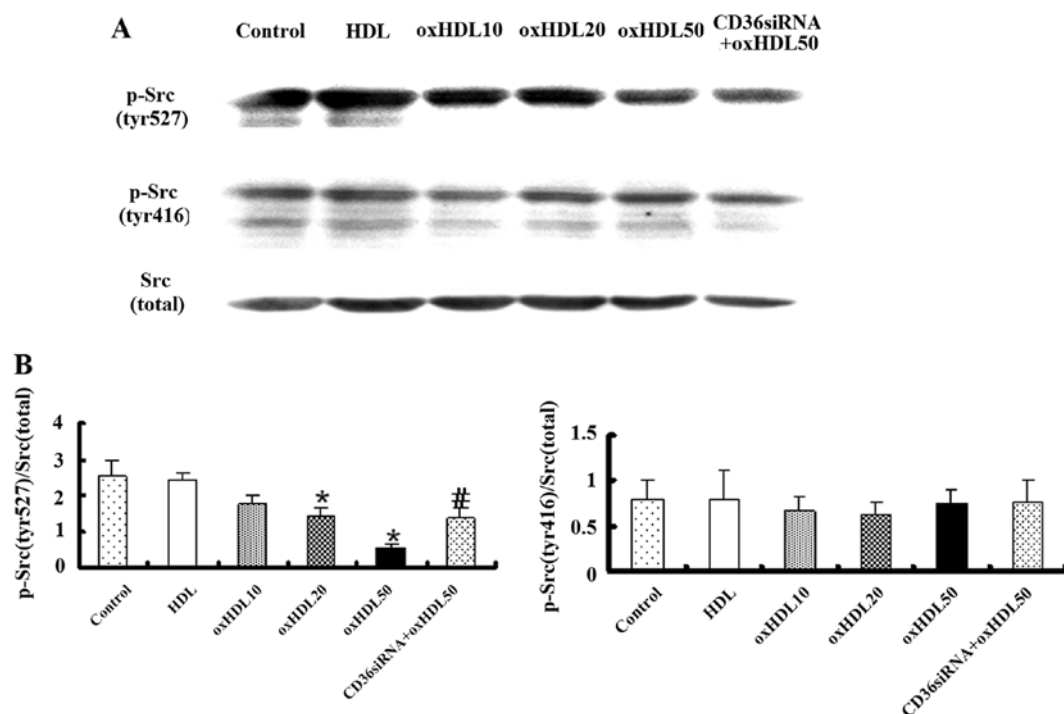 A
Control HDL oxHDL10 oxHDL20 oxHDL50 CD36siRNA
+oxHDL50
p-Src
(tyr527)
p-Src
(tyr416)
Src
(total)
B
p-Src(tyr527)/Src(total)
4
3
2
1
0
*
*
#
Control
HDL
oxHDL10
oxHDL20
oxHDL50
CD36siRNA+oxHDL50
p-Src(tyr416)/Src(total)
1.5
1
0.5
0
Control
HDL
oxHDL10
oxHDL20
oxHDL50
CD36siRNA+oxHDL50